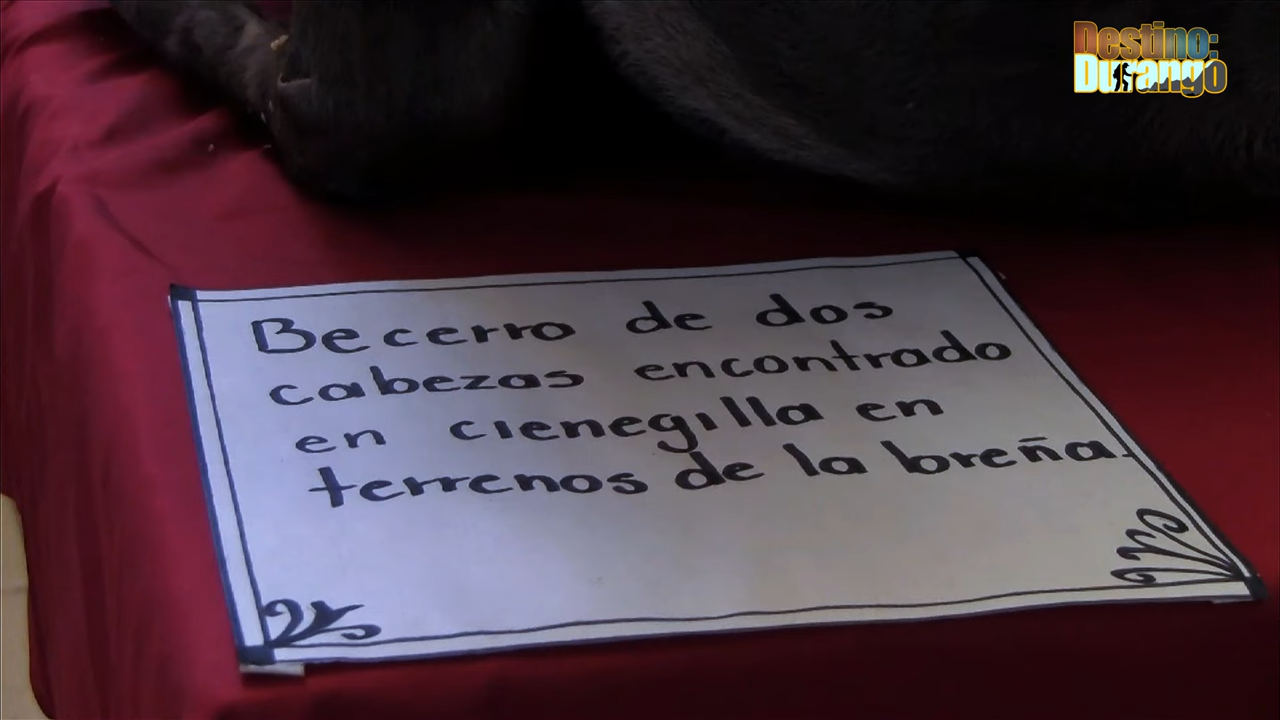 Destino:
Durango
Becerro de dos
cabezas encontrado
en cienegilla en
terrenos de la breña.